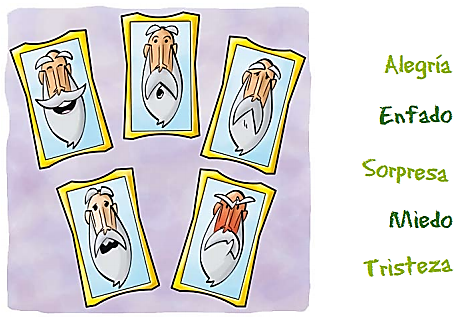 Alegría
Enfado
Sorpresa
Miedo
Tristeza